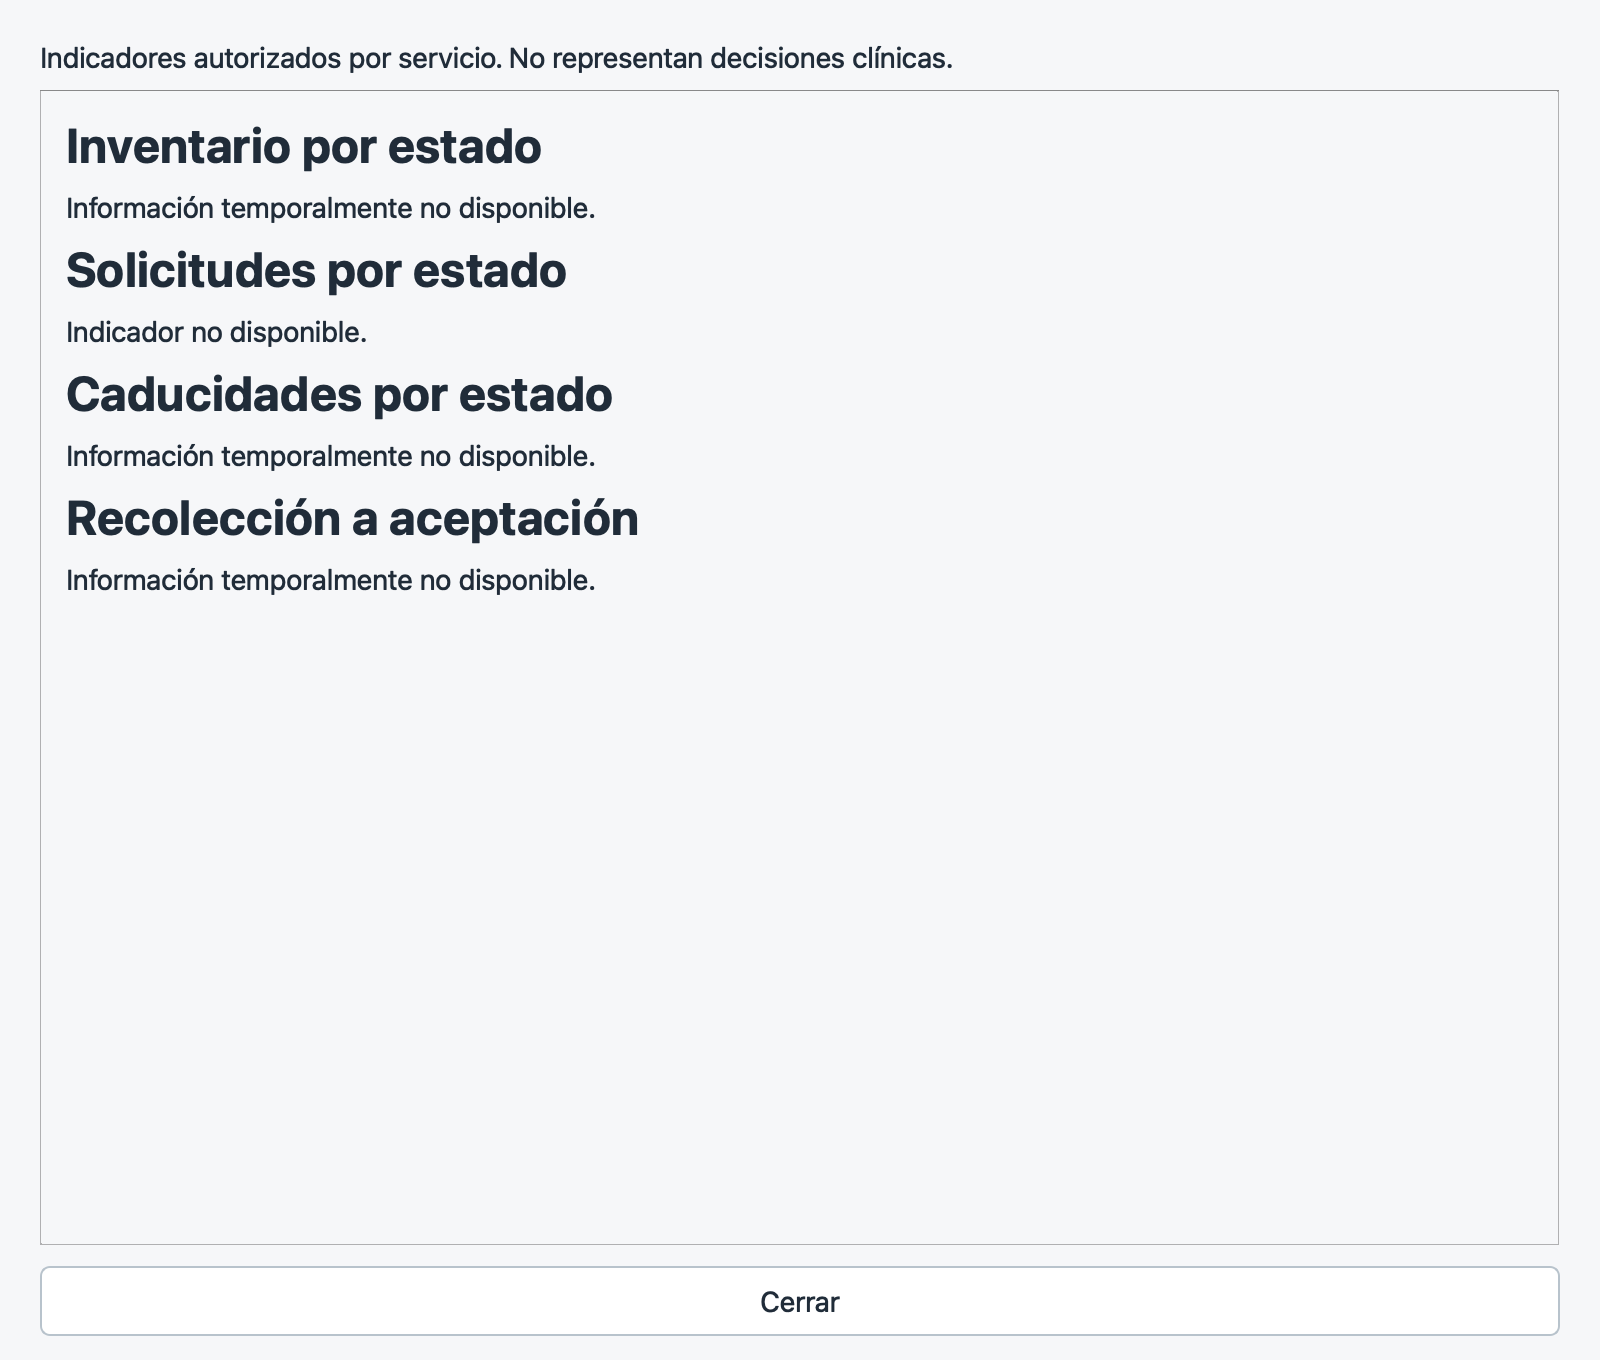 Indicadores autorizados por servicio. No representan decisiones clínicas.
Inventario por estado
Información temporalmente no disponible.
Solicitudes por estado
Indicador no disponible.
Caducidades por estado
Información temporalmente no disponible.
Recolección a aceptación
Información temporalmente no disponible.
Cerrar